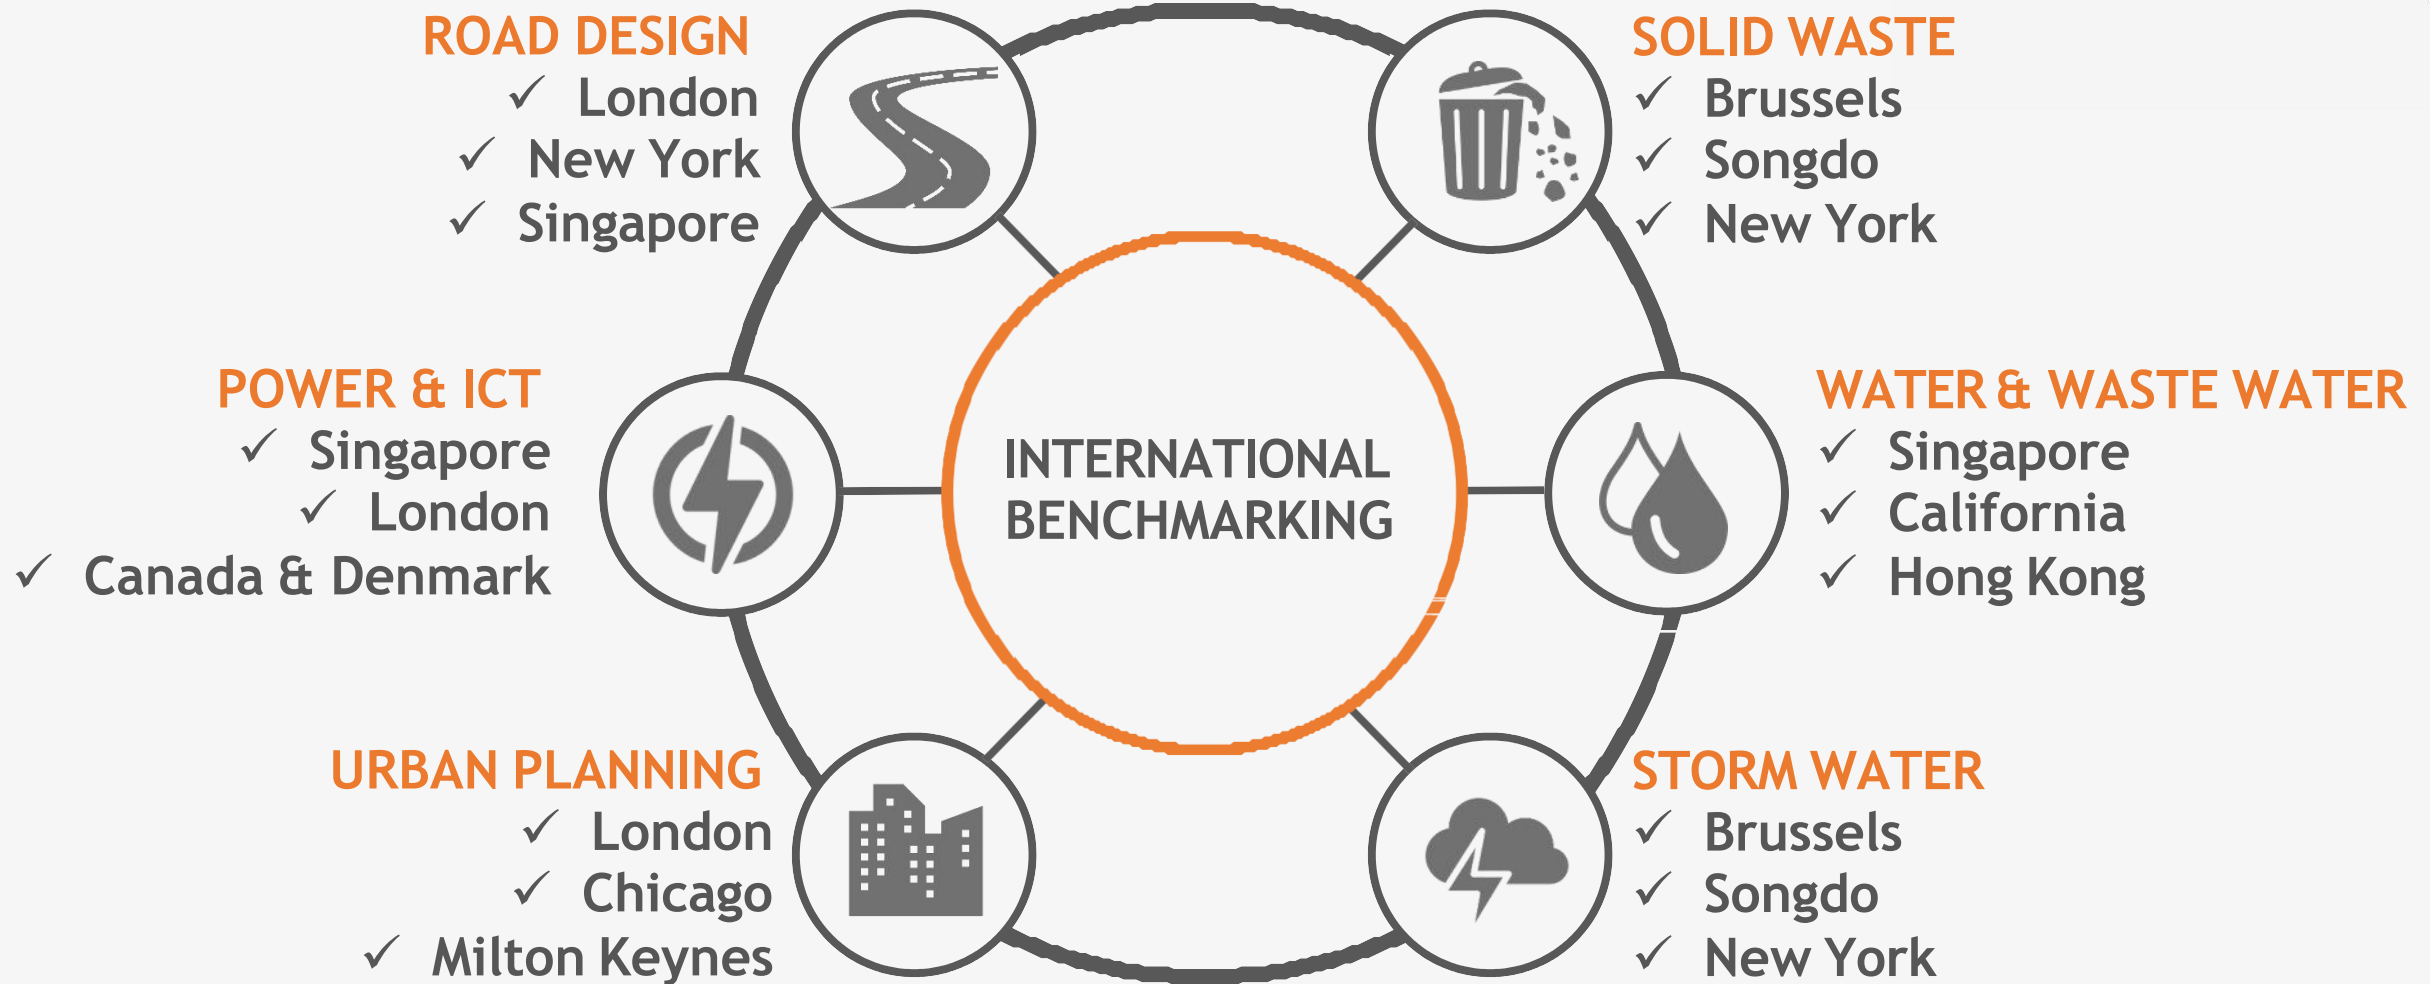 ROAD DESIGN
✓ London
✓ New York
✓ Singapore
SOLID WASTE
✓ Brussels
✓ Songdo
✓ New York
POWER & ICT
✓ Singapore
✓ London
✓ Canada & Denmark
INTERNATIONAL
BENCHMARKING
WATER & WASTE WATER
✓ Singapore
✓ California
✓ Hong Kong
URBAN PLANNING
✓ London
✓ Chicago
✓ Milton Keynes
STORM WATER
✓ Brussels
✓ Songdo
✓ New York